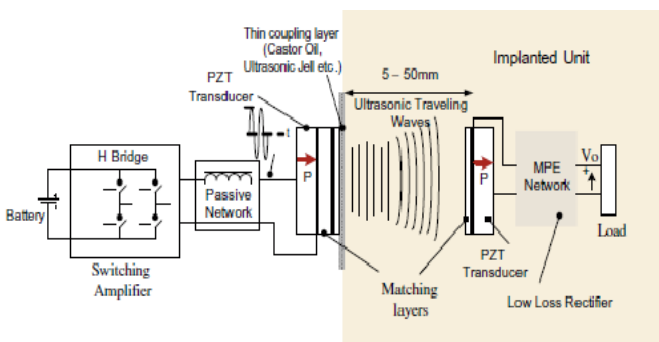 Thin coupling layer
(Castor Oil,
Ultrasonic Jell etc.)
PZT
Transducer
t
H Bridge
Battery
Passive
Network
P
Switching
Amplifier
Implanted Unit
5 – 50mm
Ultrasonic Traveling
Waves
P
MPE
Network
Vo
+
Load
PZT
Transducer
Matching
layers
Low Loss Rectifier